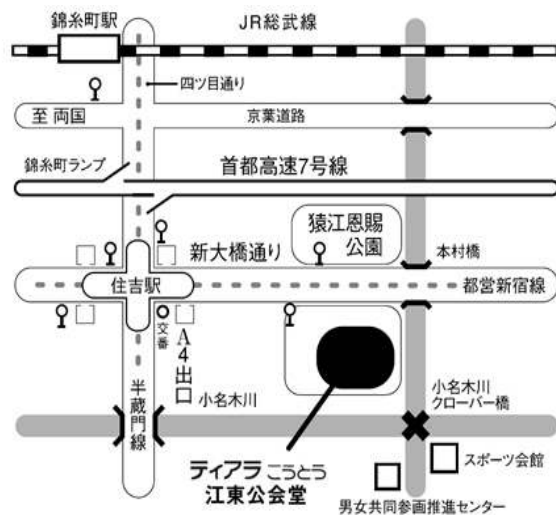 錦糸町駅
JR総武線
四ツ目通り
至 両国
京葉道路
錦糸町ランプ
首都高速7号線
猿江恩賜
公園
新大橋通り
本村橋
住吉駅
都営新宿線
交番
A4出口
半蔵門線
小名木川
小名木川
クローバー橋
ティアラ こうとう
江東公会堂
スポーツ会館
男女共同参画推進センター